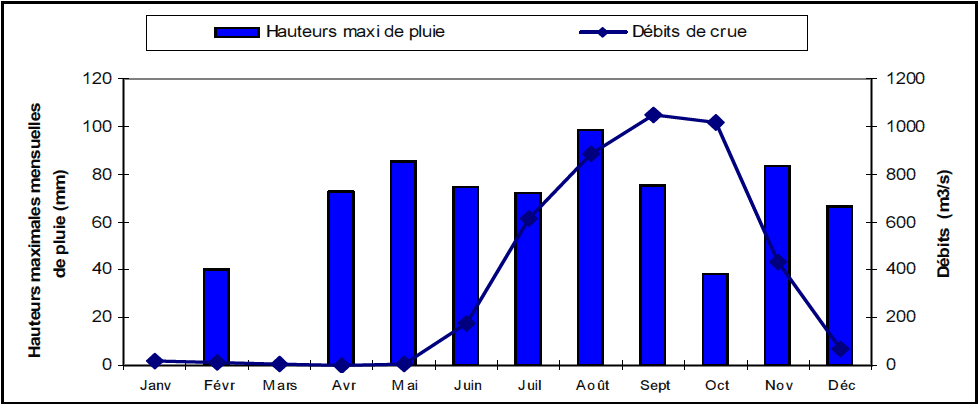 Hauteurs maxi de pluie
Débits de crue
Hauteurs maximales mensuelles
de pluie (mm)
120
100
80
60
40
20
0
1200
1000
800
600
400
200
0
Débits (m3/s)
Janv Févr Mars Avr Mai Juin Juil Août Sept Oct Nov Déc